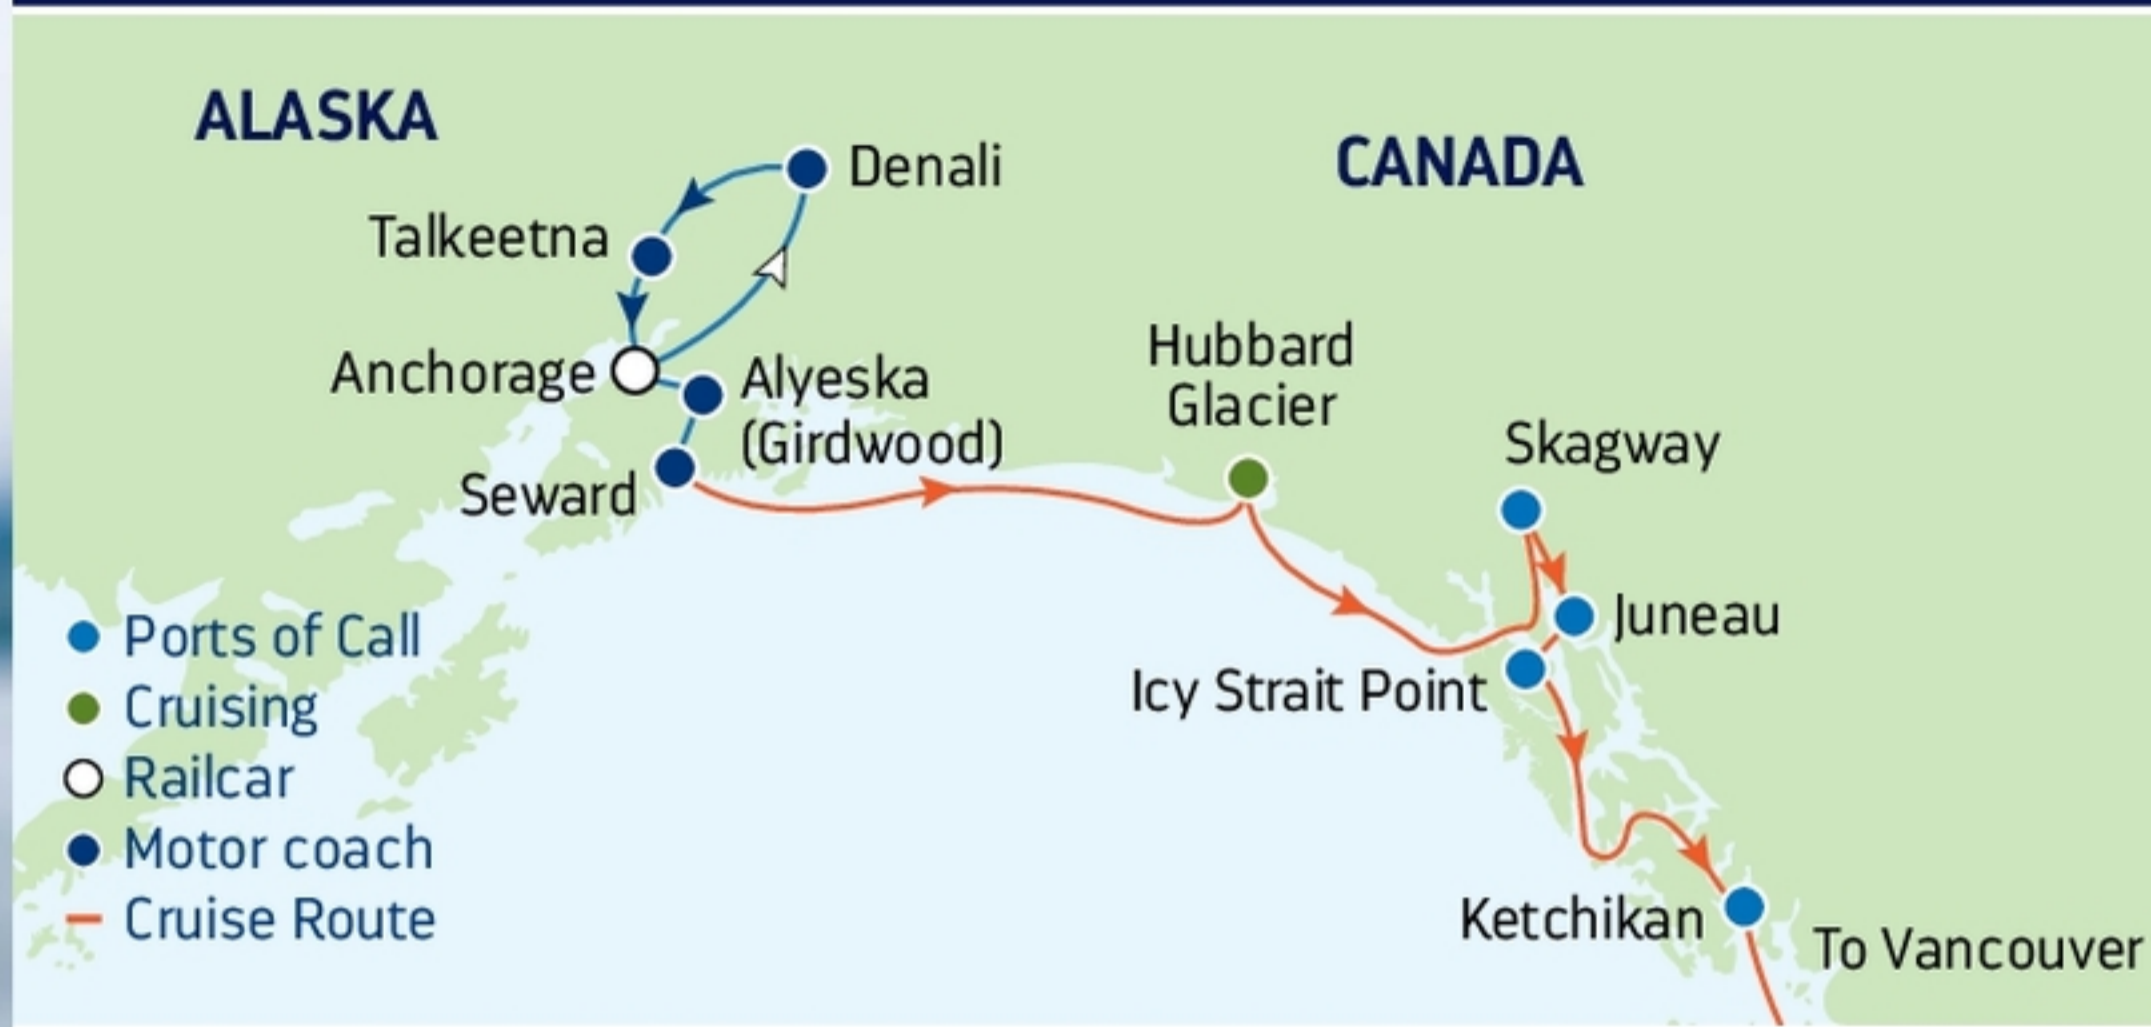 ALASKA
CANADA
Denali
Talkeetna
Anchorage
Alyeska
(Girdwood)
Seward
Hubbard
Glacier
Skagway
Juneau
Icy Strait Point
Ketchikan
To Vancouver
Ports of Call
Cruising
Railcar
Motor coach
Cruise Route